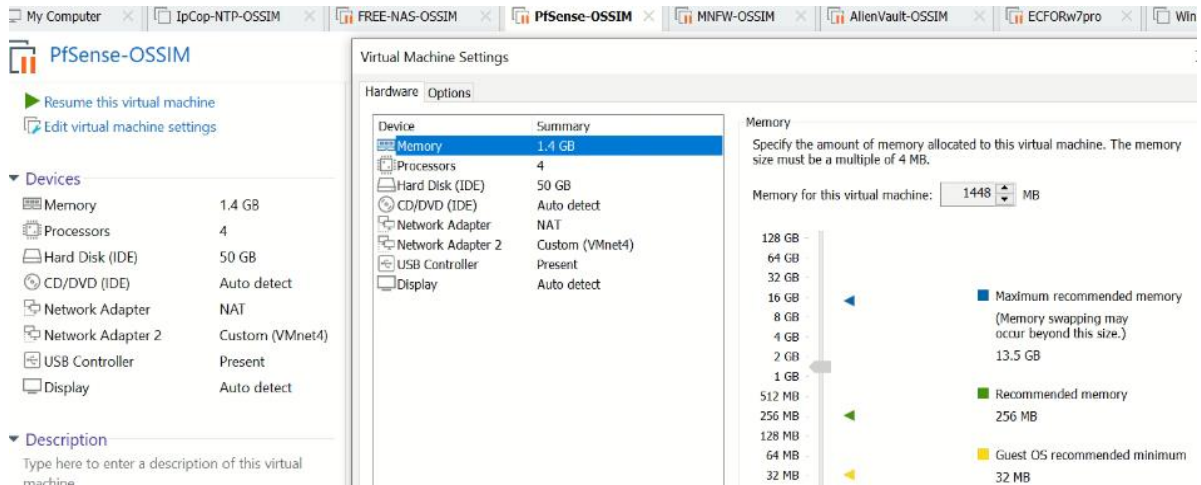 My Computer
IpCop-NTP-OSSIM
FREE-NAS-OSSIM
PfSense-OSSIM
MNFW-OSSIM
AlienVault-OSSIM
ECFORw7pro
Win
PfSense-OSSIM
Resume this virtual machine
Edit virtual machine settings
Devices
Memory 1.4 GB
Processors 4
Hard Disk (IDE) 50 GB
CD/DVD (IDE) Auto detect
Network Adapter NAT
Network Adapter 2 Custom (VMnet4)
USB Controller Present
Display Auto detect
Description
Type here to enter a description of this virtual
machine
Virtual Machine Settings
Hardware Options
Device Summary
Memory 1.4 GB
Processors 4
Hard Disk (IDE) 50 GB
CD/DVD (IDE) Auto detect
Network Adapter NAT
Network Adapter 2 Custom (VMnet4)
USB Controller Present
Display Auto detect
Memory
Specify the amount of memory allocated to this virtual machine. The memory
size must be a multiple of 4 MB.
Memory for this virtual machine: 1448 MB
128 GB
64 GB
32 GB
16 GB
8 GB
4 GB
2 GB
1 GB
512 MB
256 MB
128 MB
64 MB
32 MB
Maximum recommended memory
(Memory swapping may
occur beyond this size.)
13.5 GB
Recommended memory
256 MB
Guest OS recommended minimum
32 MB